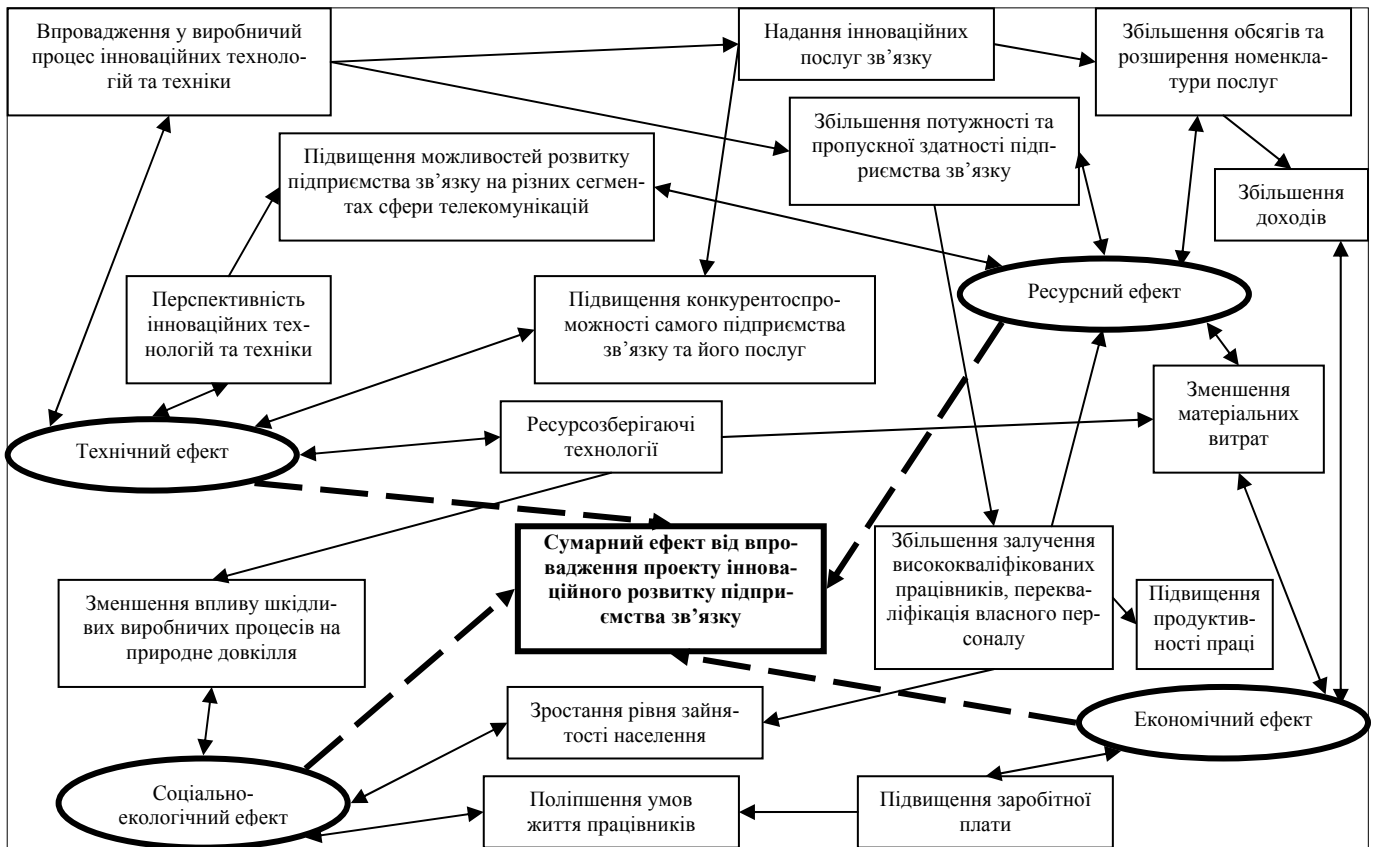 Впровадження у виробничий
процес інноваційних техноло-
гій та техніки
Надання інноваційних
послуг зв’язку
Збільшення обсягів та
розширення номенкла-
тури послуг
Підвищення можливостей розвитку
підприємства зв’язку на різних сегмен-
тах сфери телекомунікацій
Збільшення потужності та
пропускної здатності підп-
риємства зв’язку
Збільшення
доходів
Перспективність
інноваційних тех-
нологій та техніки
Підвищення конкурентоспро-
можності самого підприємства
зв’язку та його послуг
Ресурсний ефект
Технічний ефект
Ресурсозберігаючі
технології
Зменшення
матеріальних
витрат
Сумарний ефект від впро-
вадження проекту іннова-
ційного розвитку підпри-
ємства зв’язку
Збільшення залучення
висококваліфікованих
працівників, переква-
ліфікація власного пер-
соналу
Підвищення
продуктив-
ності праці
Зменшення впливу шкідли-
вих виробничих процесів на
природне довкілля
Зростання рівня зайня-
тості населення
Економічний ефект
Соціально-
екологічний ефект
Поліпшення умов
життя працівників
Підвищення заробітної
плати